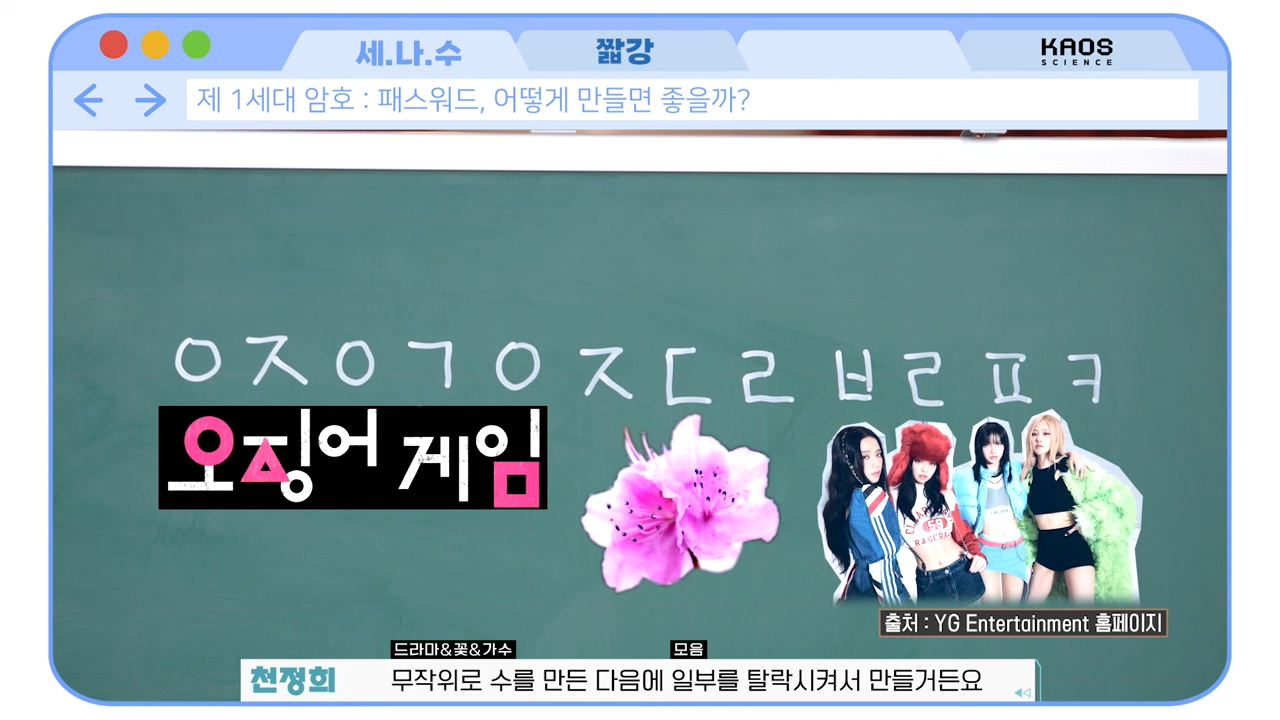 세.나.수
짧강
KAOS
SCIENCE
제 1세대 암호 : 패스워드, 어떻게 만들면 좋을까?
ㅇㅈㅇㄱㅇㅈㄷㄹㅂㄹㅍㅋ
오징어 게임
CLARKE
59
BASEBALL
출처 : YG Entertainment 홈페이지
드라마&꽃&가수 모음
천정희 무작위로 수를 만든 다음에 일부를 탈락시켜서 만들거든요